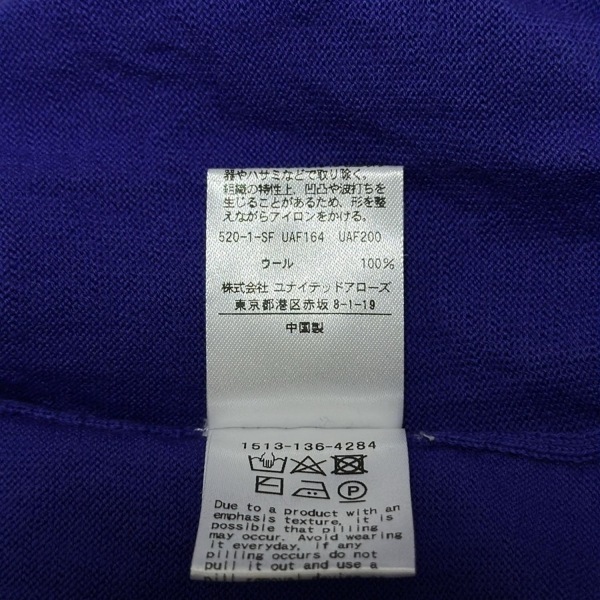 器やハサミなどで取り除く。
組織の特性上、凹凸や波打ちを
生じることがあるため、形を整
えながらアイロンをかける。
520-1-SF UAF164 UAF200
ウール 100%
株式会社 ユナイテッドアローズ
東京都港区赤坂8-1-19
中国製
1513-136-4284
P
Due to a product with an
emphasis texture, it is
possible that pilling
may occur. Avoid wearing
it everyday, if any
pilling occurs do not
pull it out and use a